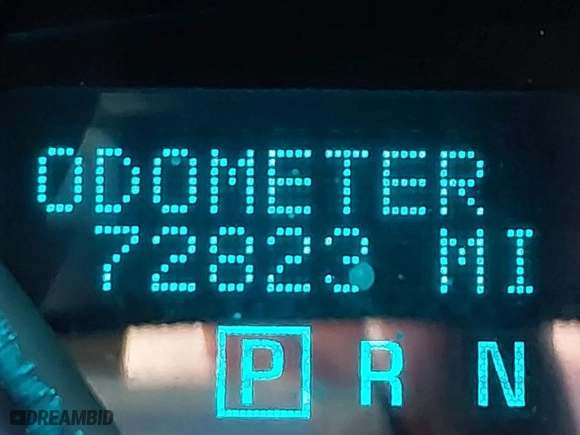 ODOMETER
72823 MI
P R N
DREAMBID